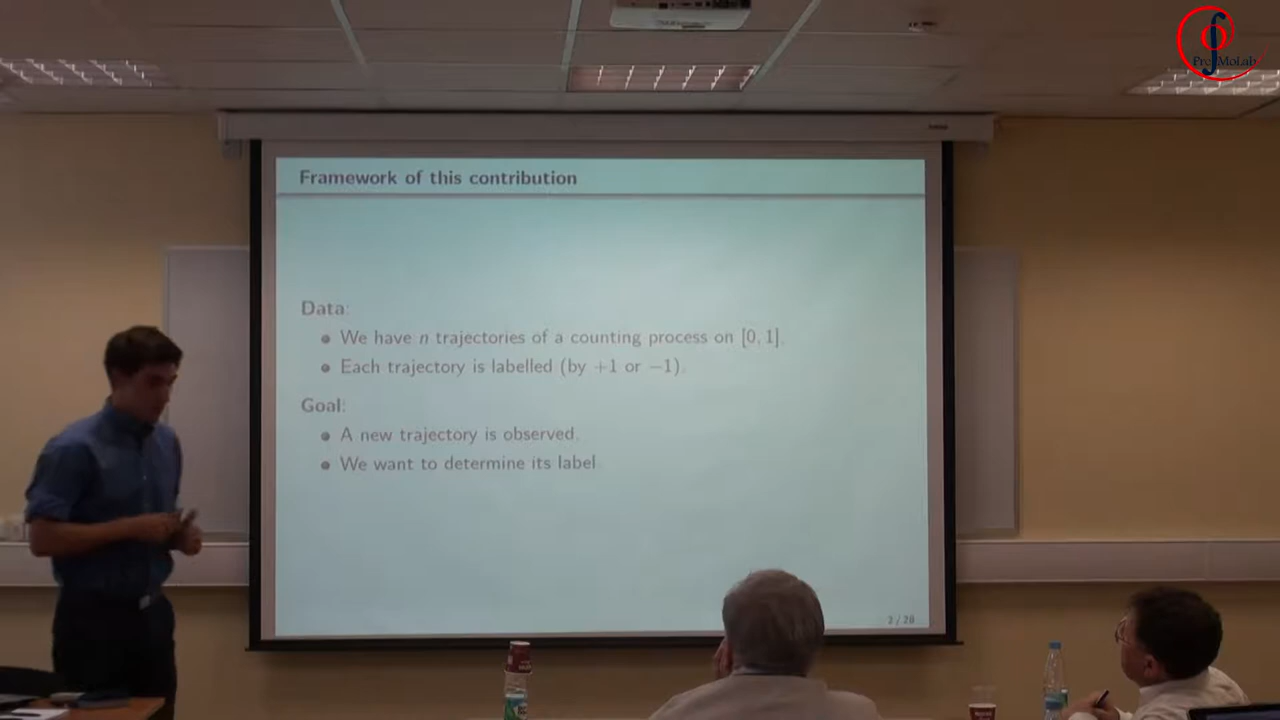 PreMoLab
Framework of this contribution
Data:
We have n trajectories of a counting process on [0, 1].
Each trajectory is labelled (by +1 or −1).
Goal:
A new trajectory is observed.
We want to determine its label
2 / 28